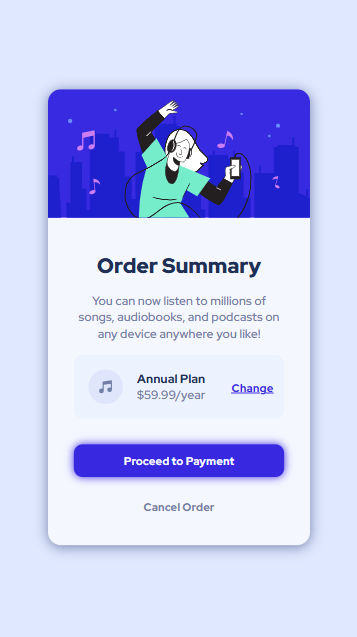 Order Summary
You can now listen to millions of
songs, audiobooks, and podcasts on
any device anywhere you like!
Annual Plan
$59.99/year
Change
Proceed to Payment
Cancel Order